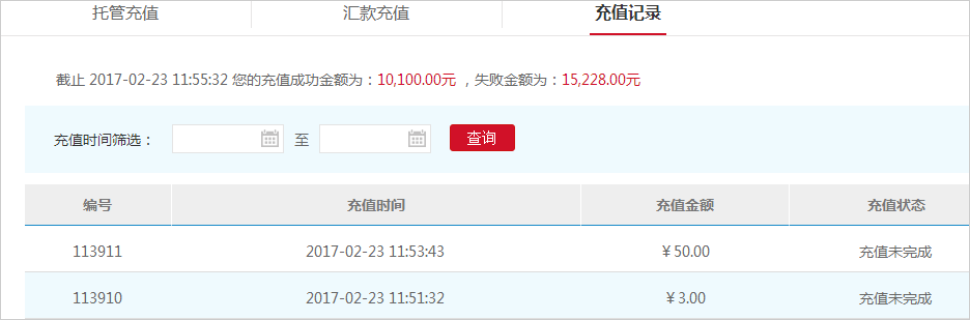 托管充值 汇款充值 充值记录
截止 2017-02-23 11:55:32 您的充值成功金额为：10,100.00元 ，失败金额为：15,228.00元
充值时间筛选： 至 查询
编号 充值时间 充值金额 充值状态
113911 2017-02-23 11:53:43 ¥ 50.00 充值未完成
113910 2017-02-23 11:51:32 ¥ 3.00 充值未完成